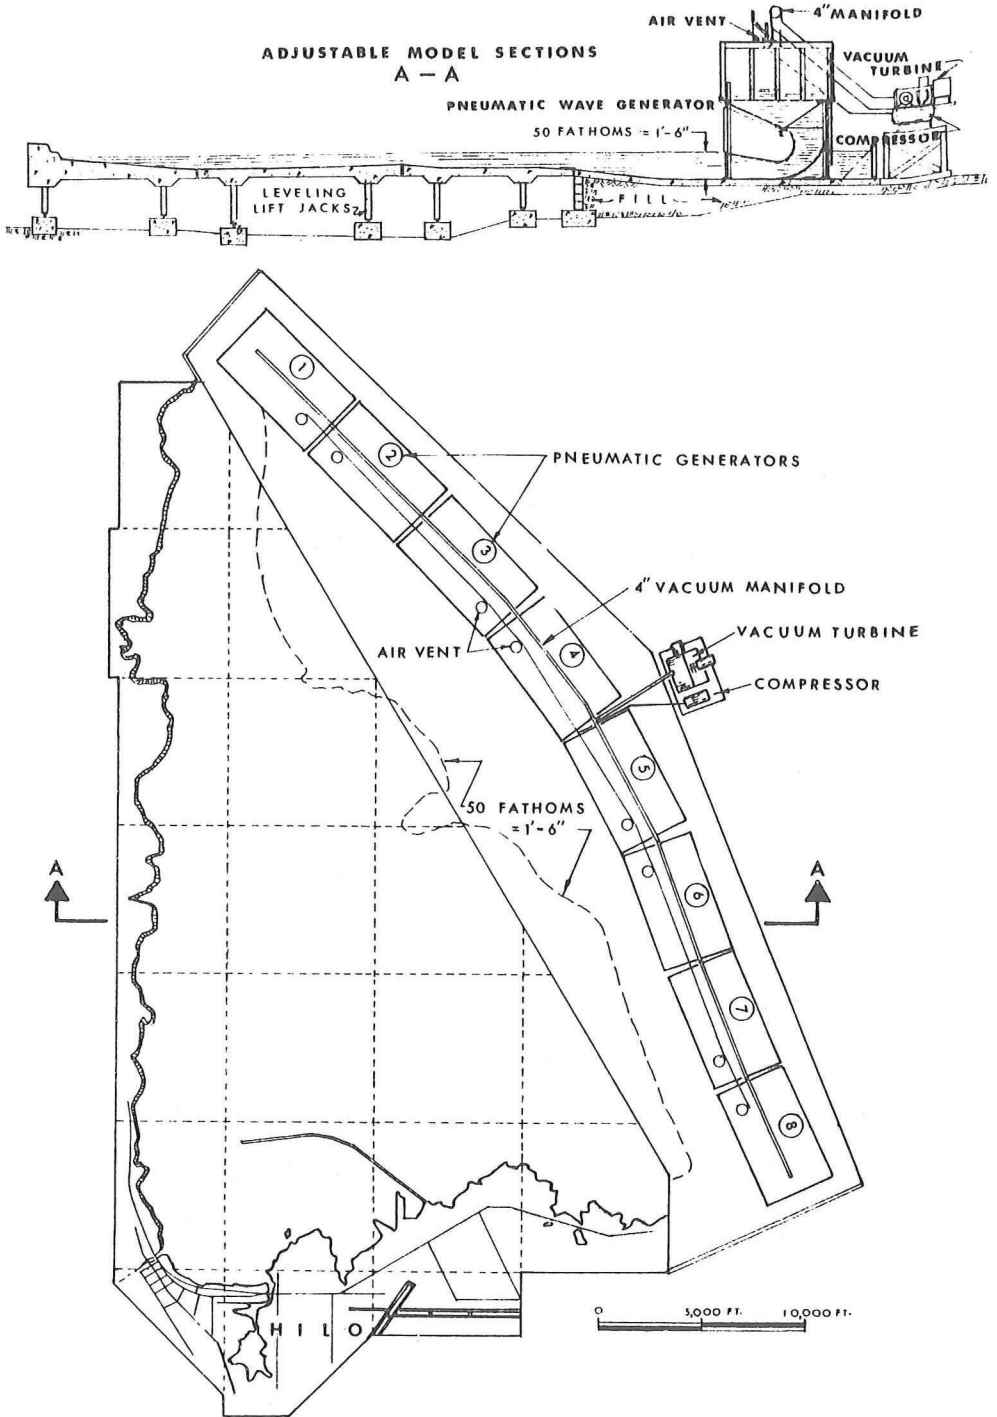 ADJUSTABLE MODEL SECTIONS
A – A
AIR VENT
4" MANIFOLD
VACUUM
TURBINE
PNEUMATIC WAVE GENERATOR
50 FATHOMS = 1'-6"
COMPRESSOR
LEVELING
LIFT JACKS
FILL
1
2
PNEUMATIC GENERATORS
3
4" VACUUM MANIFOLD
AIR VENT
4
VACUUM TURBINE
COMPRESSOR
5
50 FATHOMS
= 1'-6"
A
A
6
7
8
HILO
0
5,000 FT.
10,000 FT.